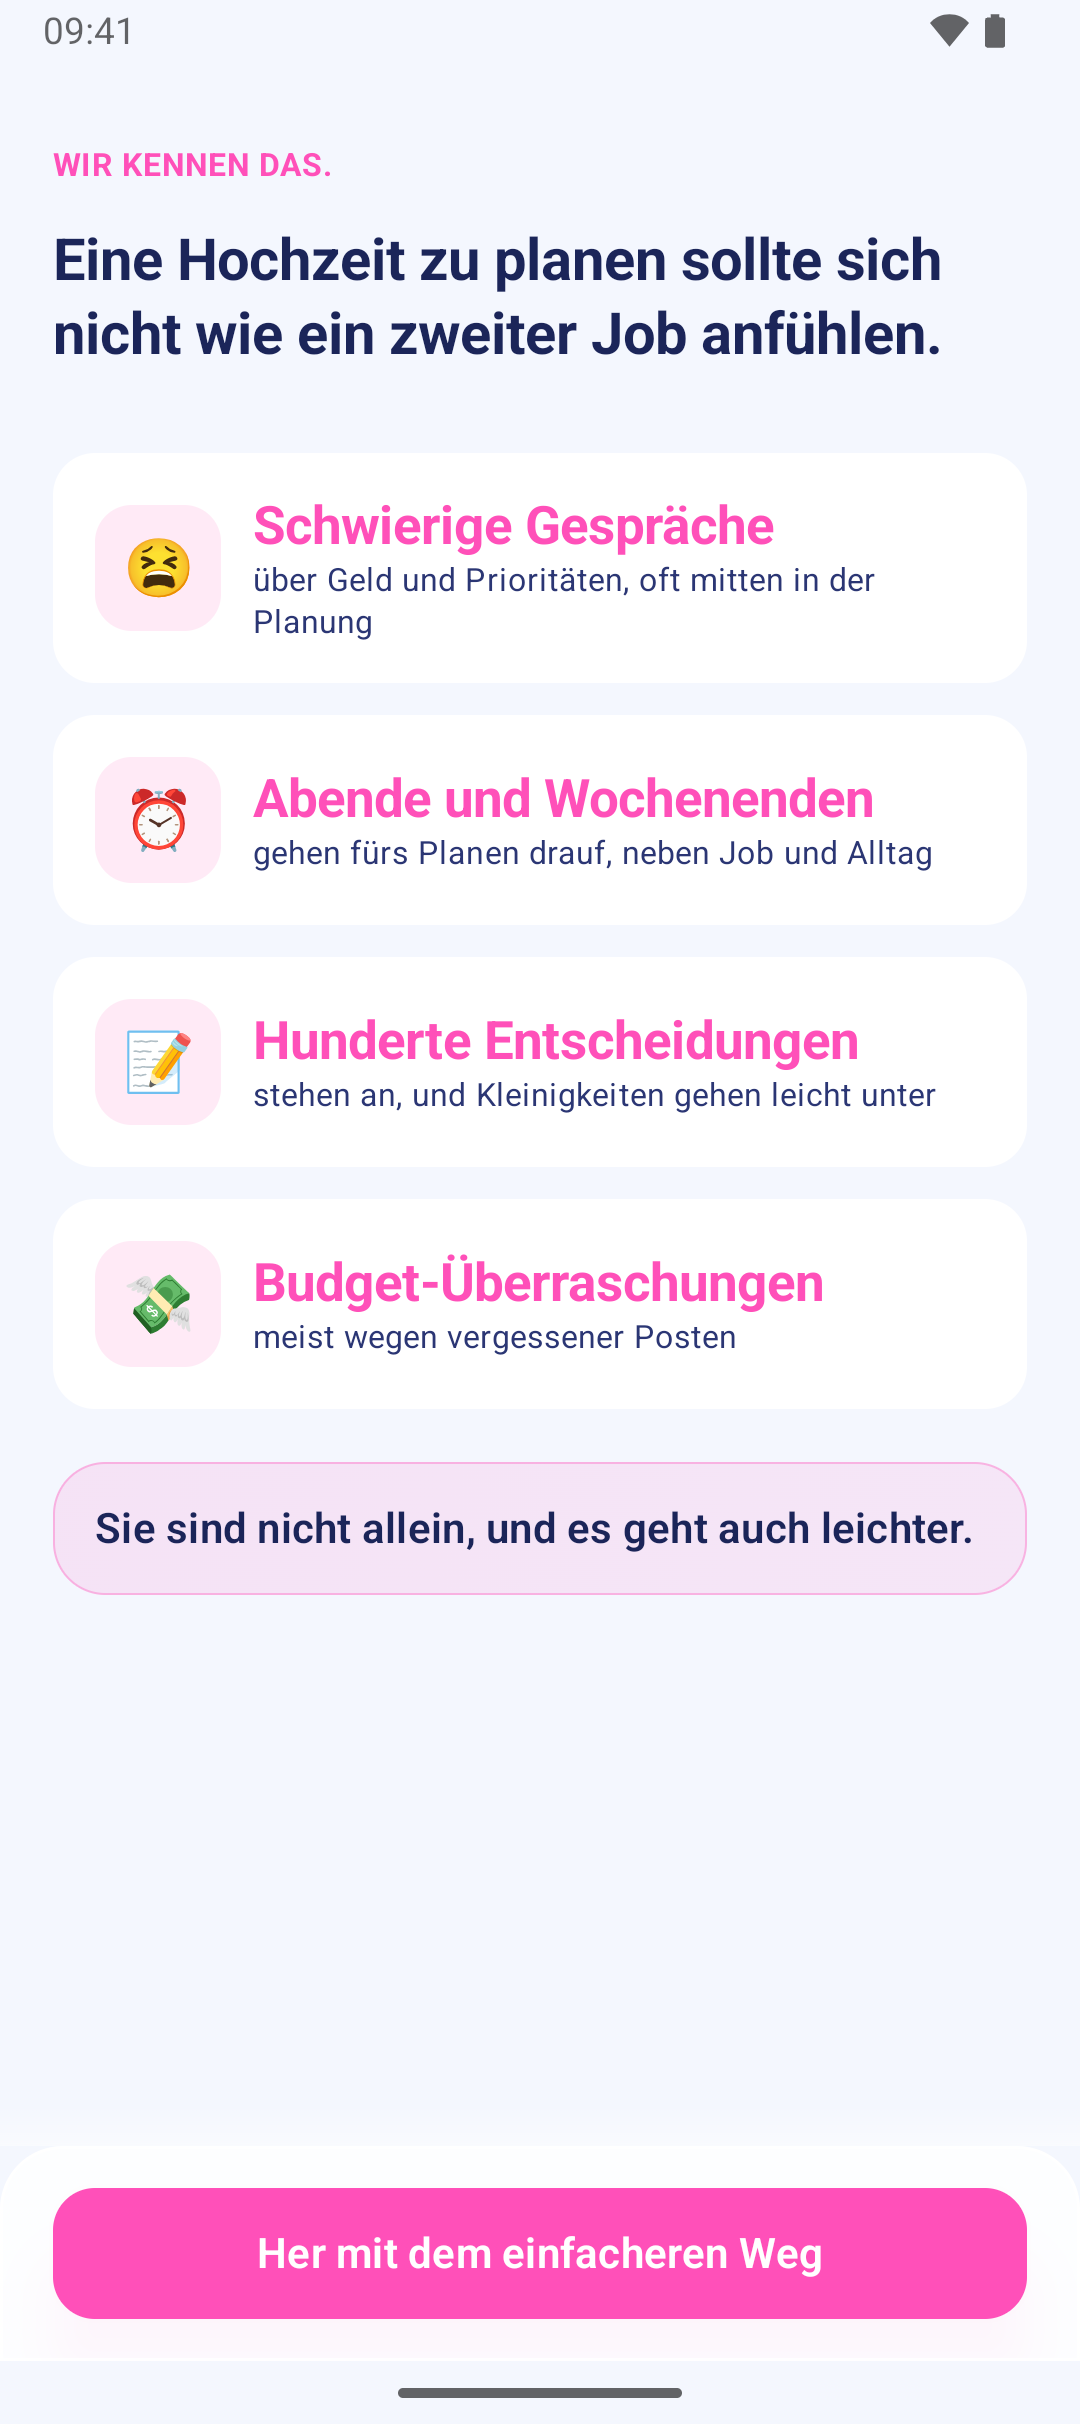 09:41
WIR KENNEN DAS.
Eine Hochzeit zu planen sollte sich
nicht wie ein zweiter Job anfühlen.
Schwierige Gespräche
über Geld und Prioritäten, oft mitten in der
Planung
Abende und Wochenenden
gehen fürs Planen drauf, neben Job und Alltag
Hunderte Entscheidungen
stehen an, und Kleinigkeiten gehen leicht unter
Budget-Überraschungen
meist wegen vergessener Posten
Sie sind nicht allein, und es geht auch leichter.
Her mit dem einfacheren Weg